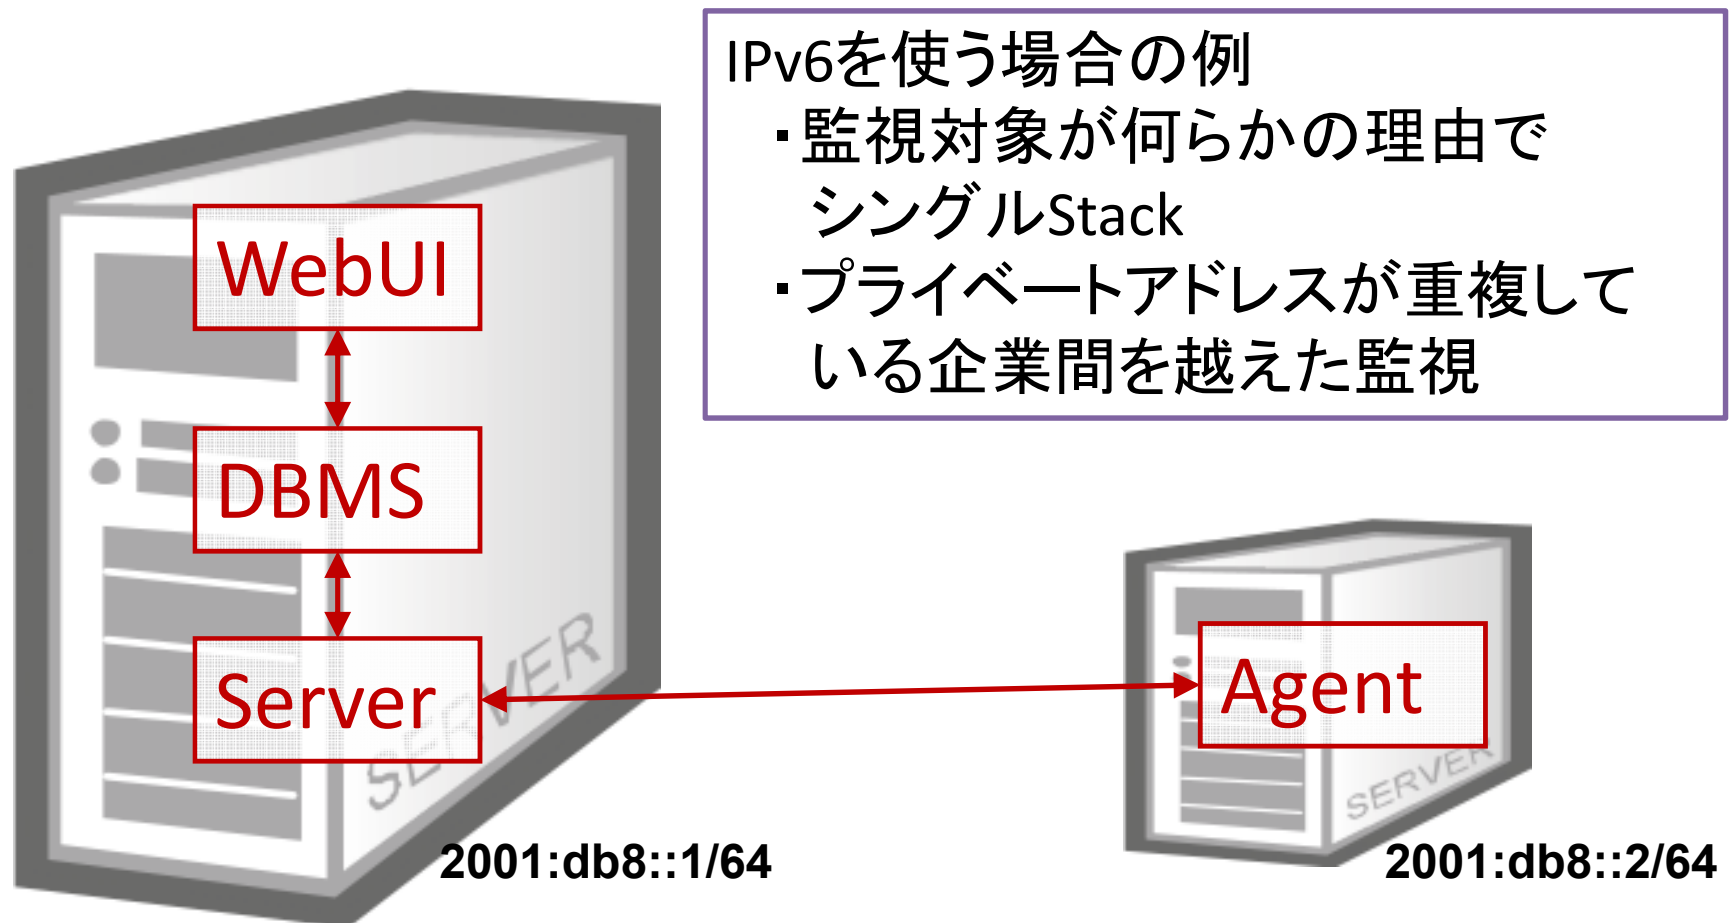 IPv6を使う場合の例
・監視対象が何らかの理由で
シングルStack
・プライベートアドレスが重複して
いる企業間を越えた監視
WebUI
DBMS
Server
SERVER
2001:db8::1/64
Agent
SERVER
2001:db8::2/64